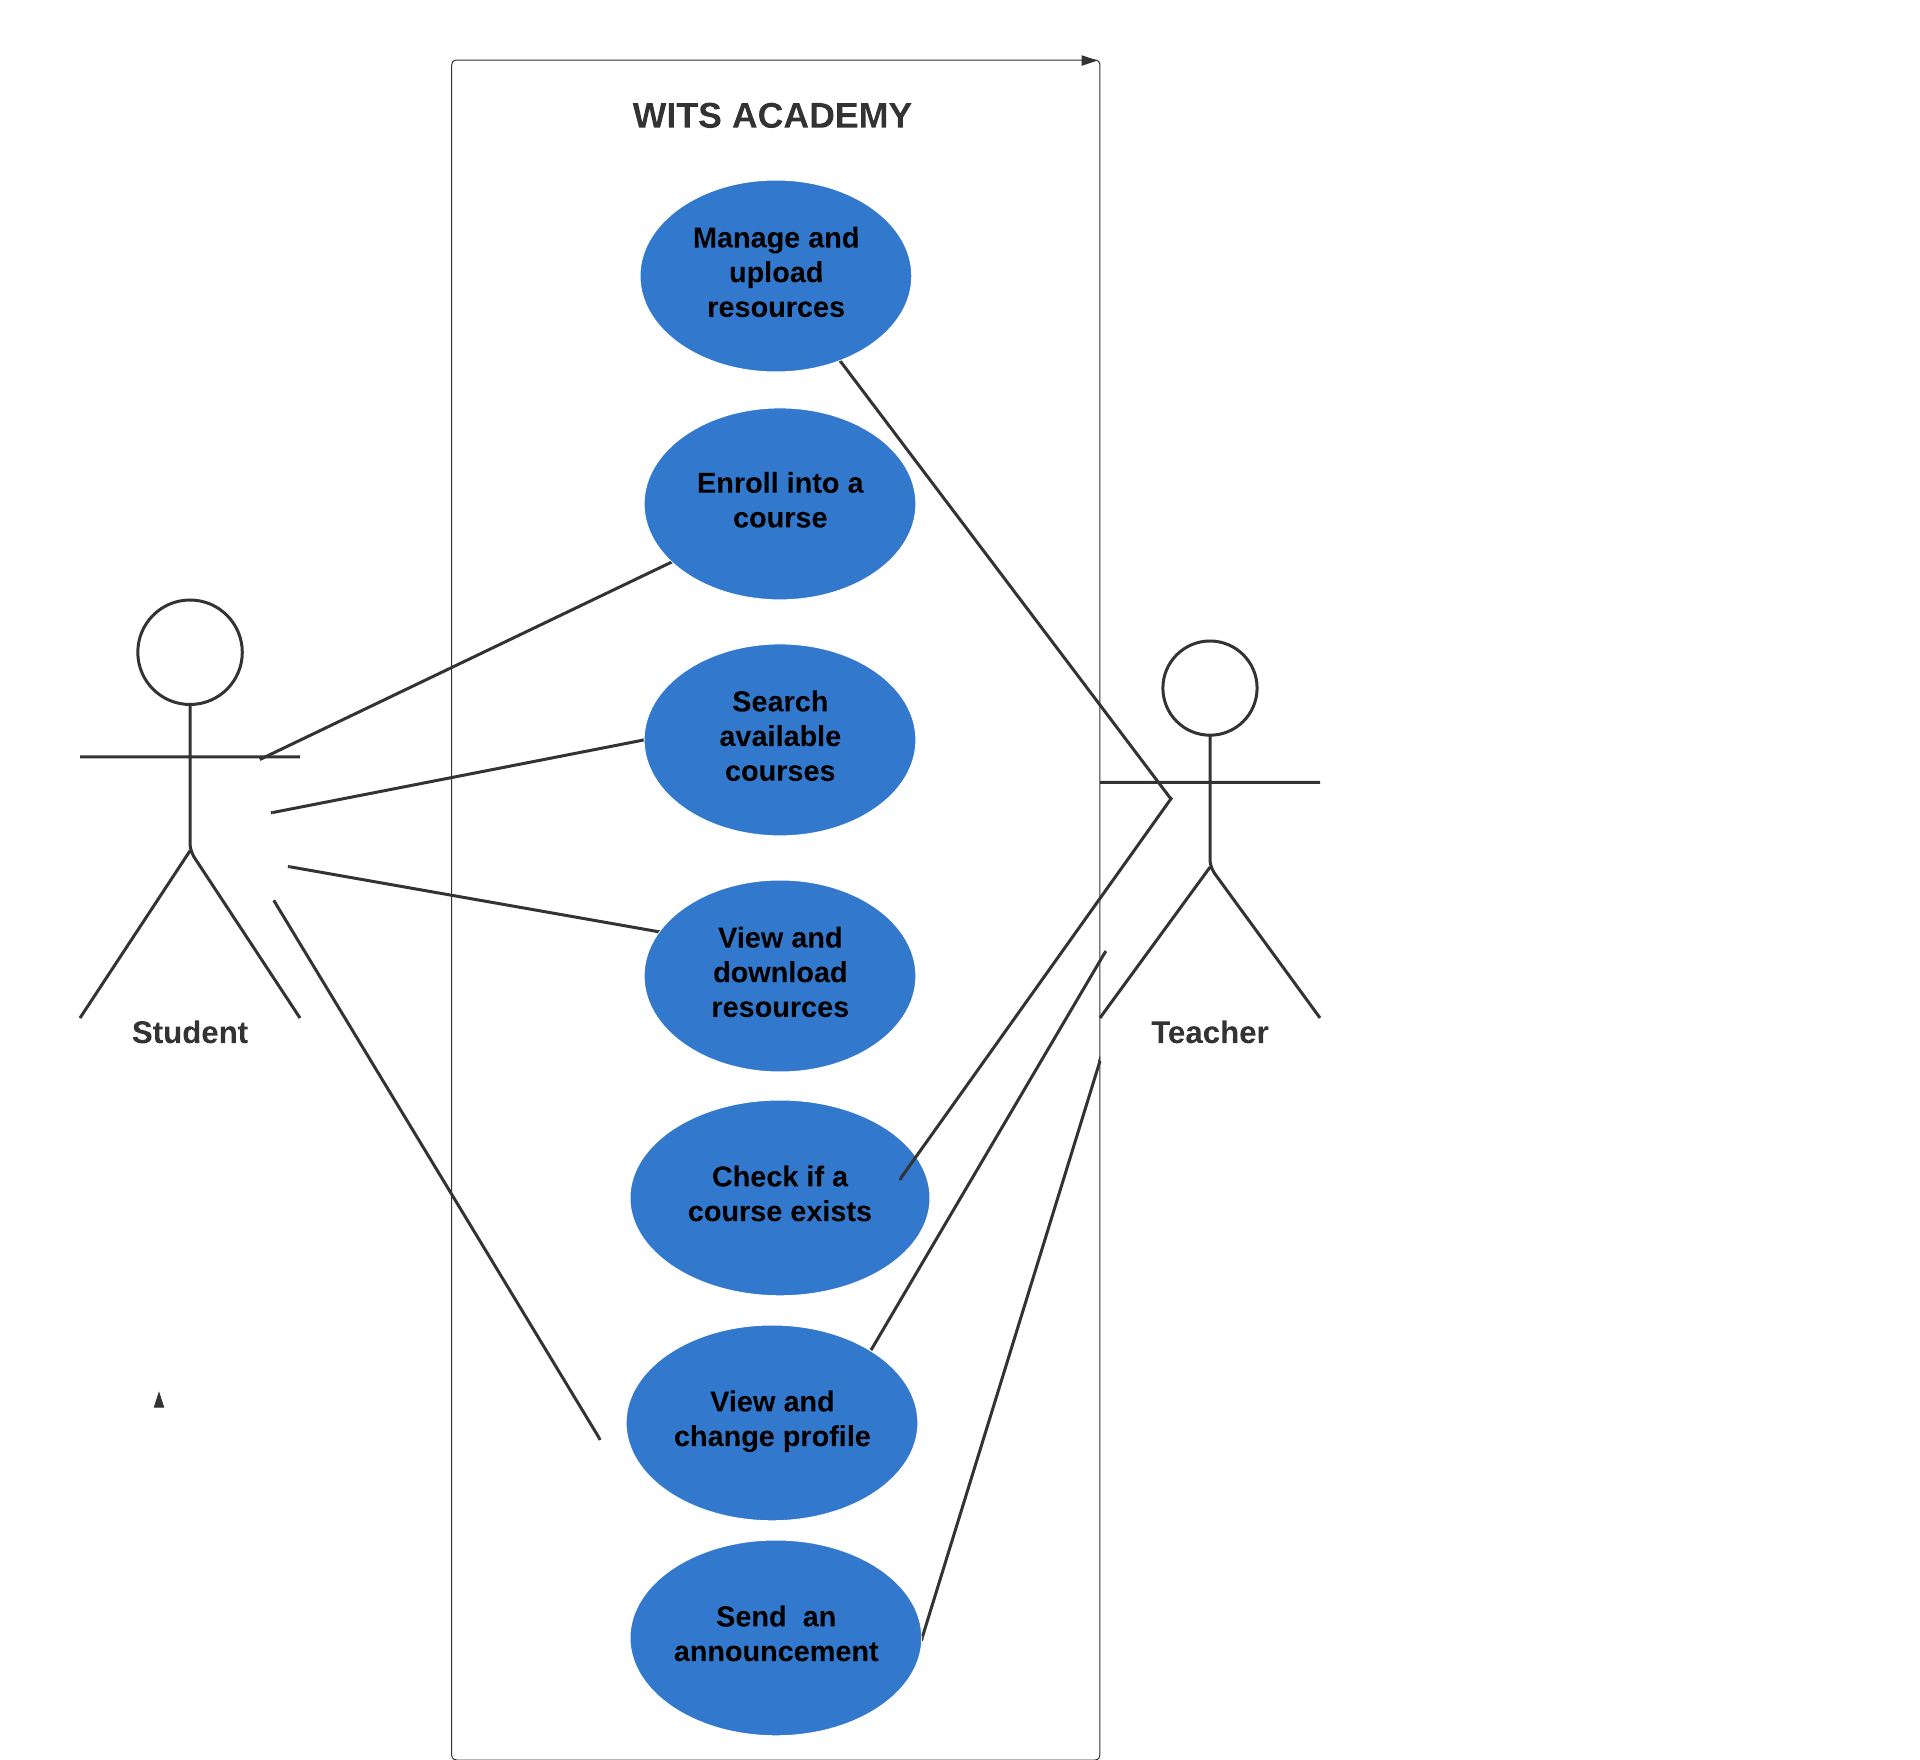 WITS ACADEMY
Manage and
upload
resources
Enroll into a
course
Search
available
courses
View and
download
resources
Student
Teacher
Check if a
course exists
View and
change profile
Send  an
announcement